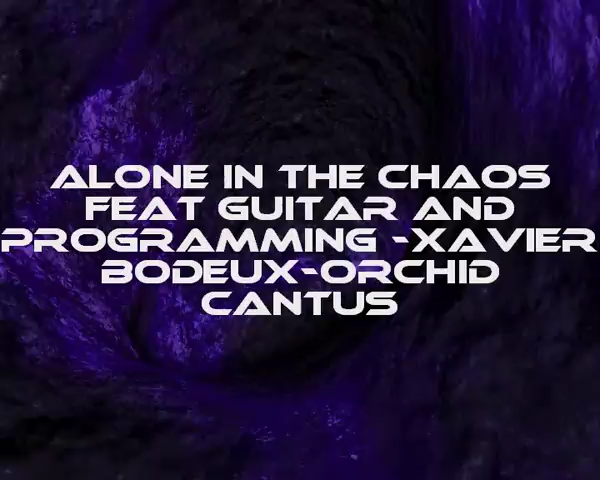 ALONE IN THE CHAOS
FEAT GUITAR AND
PROGRAMMING -XAVIER
BODEUX-ORCHID
CANTUS